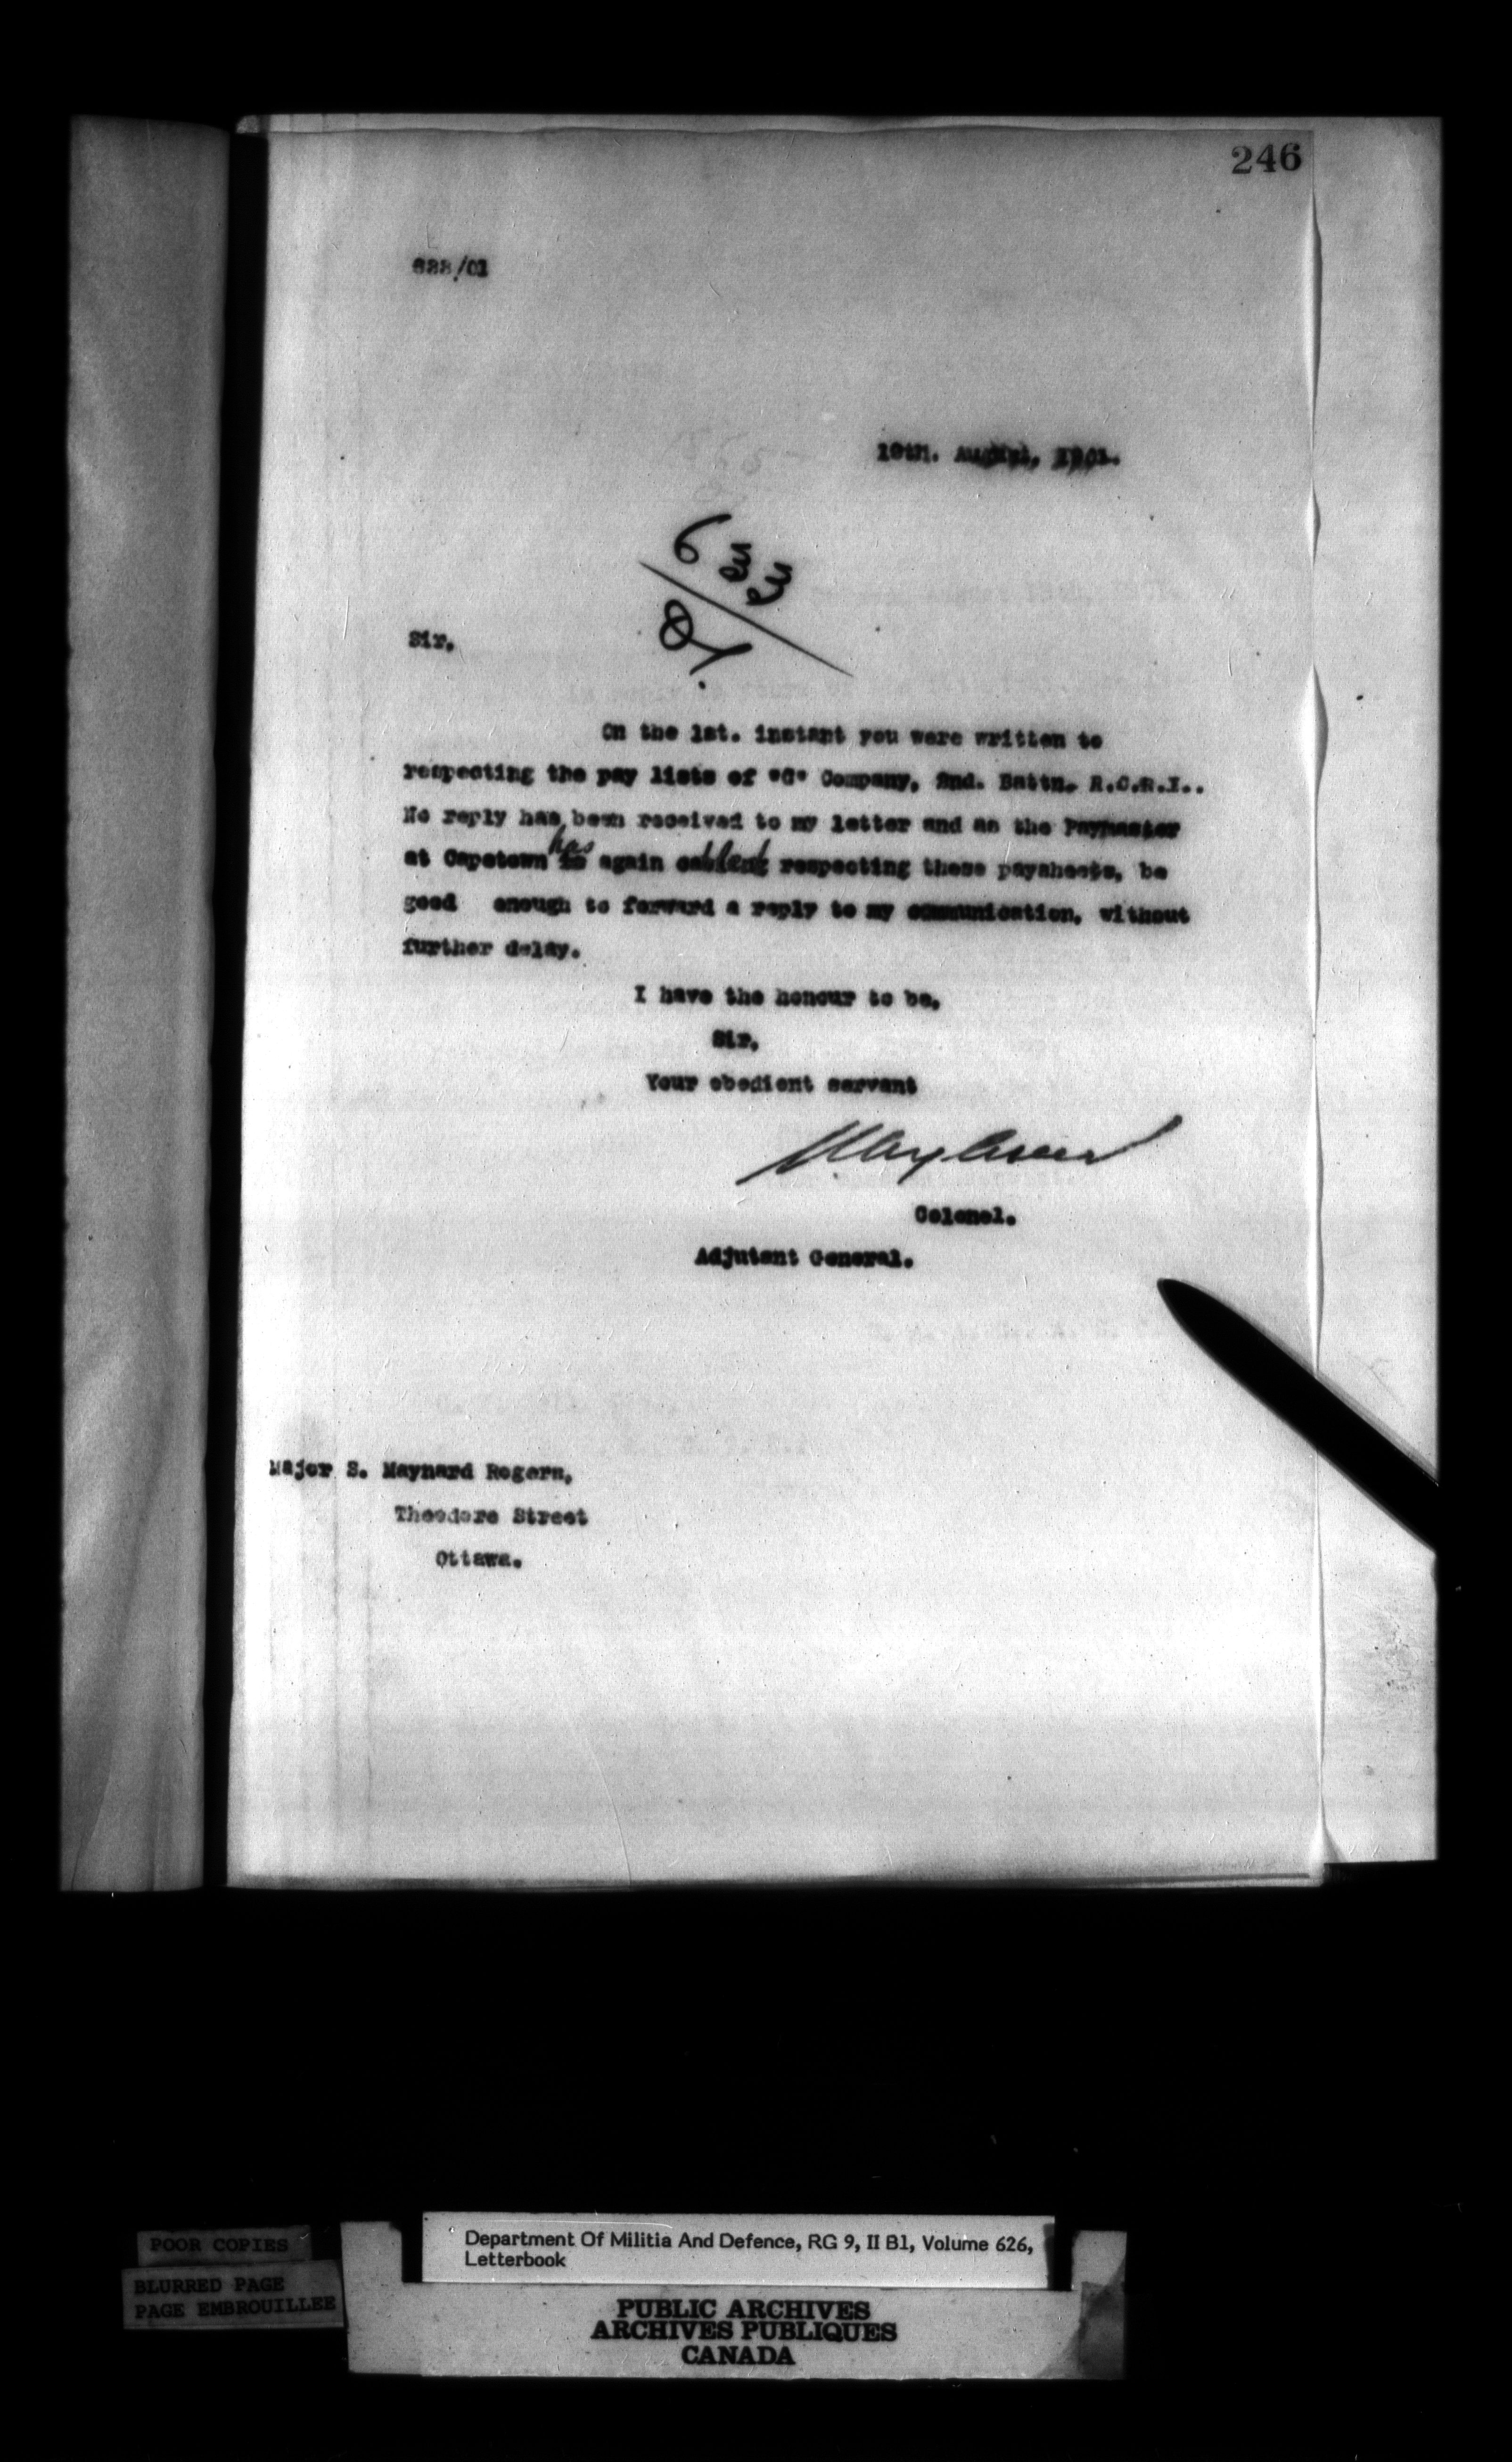 246
/01
August, 1901.
633
01
Sir,
On the 1st. instant you were written to
respecting the pay lists of Company, 2nd. Battn. R.C.R.I..
No reply has been received to my letter and as the Paymaster
at Capetown has again cabled respecting these paysheets, be
good enough to forward a reply to my communication, without
further delay.
I have the honour to be,
Sir,
Your obedient servant
Colonel.
Adjutant General.
Major S. Maynard Rogers,
Theodore Street
Ottawa.
POOR COPIES
BLURRED PAGE
PAGE EMBROUILLEE
Department Of Militia And Defence, RG 9, II B1, Volume 626,
Letterbook
PUBLIC ARCHIVES
ARCHIVES PUBLIQUES
CANADA